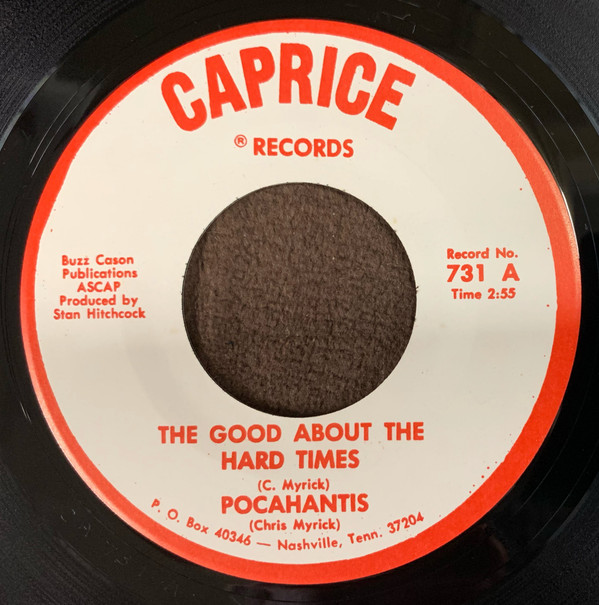 CAPRICE
® RECORDS
Buzz Cason
Publications
ASCAP
Produced by
Stan Hitchcock
Record No.
731 A
Time 2:55
THE GOOD ABOUT THE
HARD TIMES
(C. Myrick)
POCAHANTIS
(Chris Myrick)
P. O. Box 40346 — Nashville, Tenn. 37204